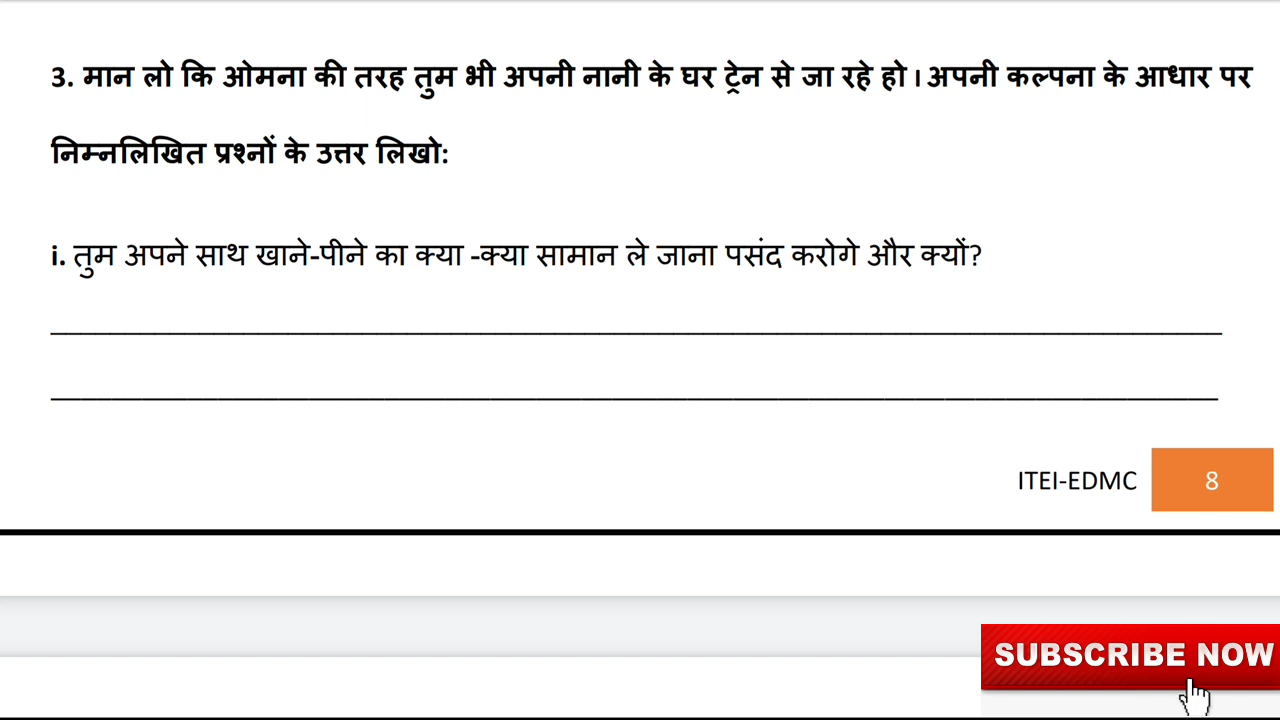 3. मान लो कि ओमना की तरह तुम भी अपनी नानी के घर ट्रेन से जा रहे हो । अपनी कल्पना के आधार पर
निम्नलिखित प्रश्नों के उत्तर लिखो:
i. तुम अपने साथ खाने-पीने का क्या -क्या सामान ले जाना पसंद करोगे और क्यों?
ITEI-EDMC 8
SUBSCRIBE NOW